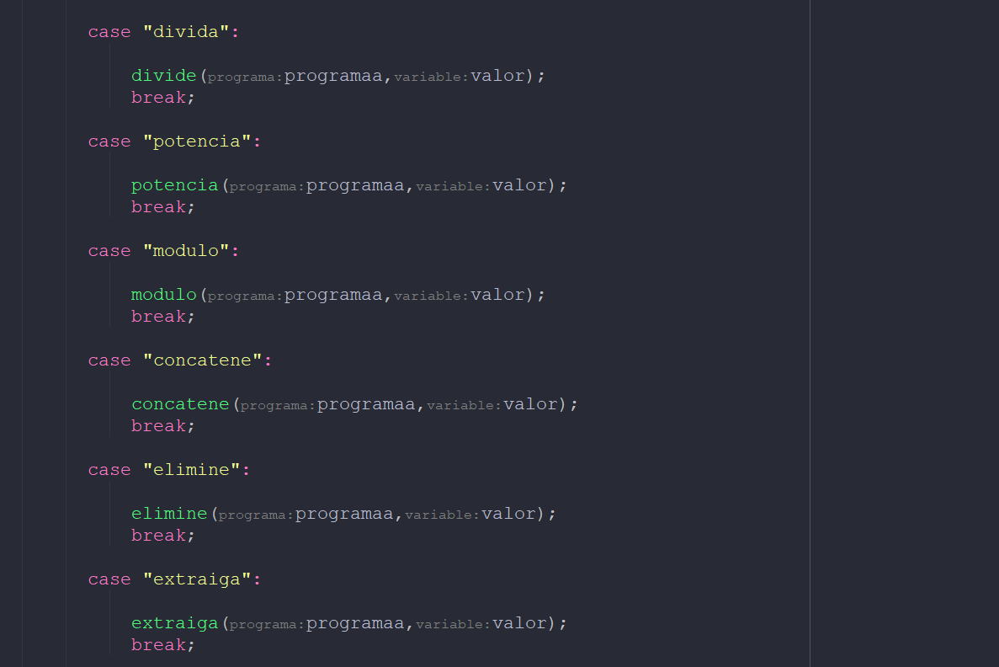 case "divida":
divide(programa:programaa,variable:valor);
break;
case "potencia":
potencia(programa:programaa,variable:valor);
break;
case "modulo":
modulo(programa:programaa,variable:valor);
break;
case "concatene":
concatene(programa:programaa,variable:valor);
break;
case "elimine":
elimine(programa:programaa,variable:valor);
break;
case "extraiga":
extraiga(programa:programaa,variable:valor);
break;